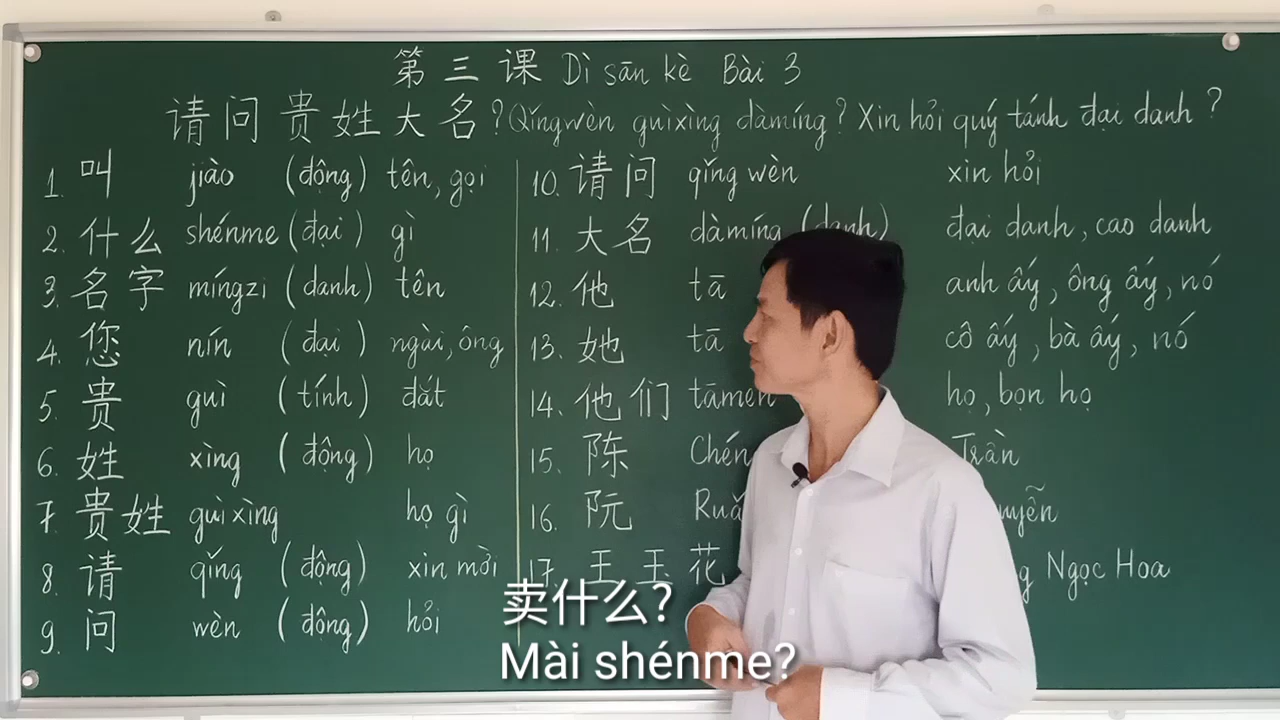 第三课 Dì sān kè Bài 3
请问贵姓大名? Qǐngwèn guìxìng dàmíng? Xin hỏi quý tánh đại danh?
1. 叫 jiào (động) tên, gọi
2. 什么 shénme (đại) gì
3. 名字 míngzi (danh) tên
4. 您 nín (đại) ngài, ông
5. 贵 guì (tính) đắt
6. 姓 xìng (động) họ
7. 贵姓 guìxìng họ gì
8. 请 qǐng (động) xin mời
9. 问 wèn (động) hỏi
10. 请问 qǐng wèn xin hỏi
11. 大名 dàmíng (danh) đại danh, cao danh
12. 他 tā anh ấy, ông ấy, nó
13. 她 tā cô ấy, bà ấy, nó
14. 他们 tāmen họ, bọn họ
15. 陈 Chén Trần
16. 阮
17. 王玉花 Ngọc Hoa
卖什么?
Mài shénme?